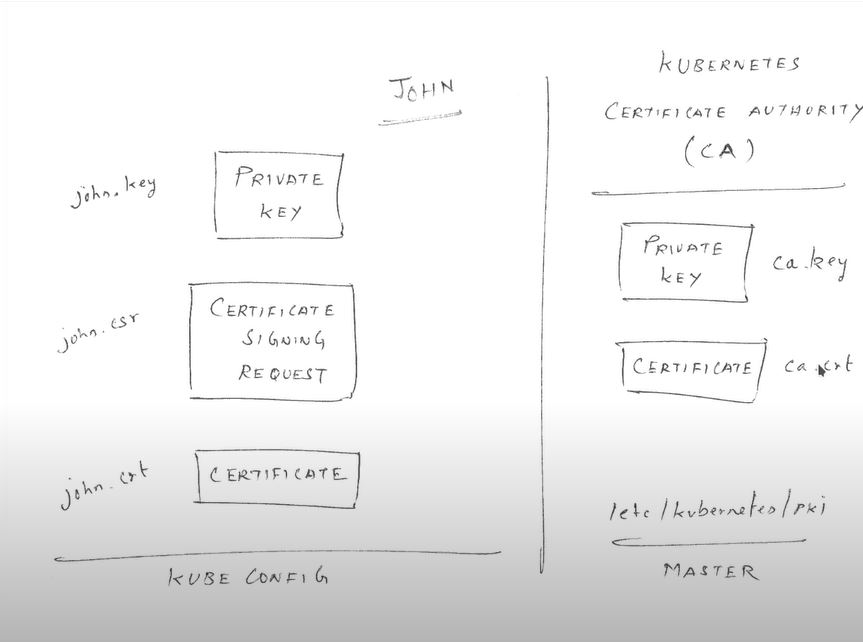 JOHN
john.key
PRIVATE
KEY
john.csr
CERTIFICATE
SIGNING
REQUEST
john.crt
CERTIFICATE
KUBE CONFIG
KUBERNETES
CERTIFICATE AUTHORITY
(CA)
PRIVATE
KEY
ca.key
CERTIFICATE
ca.crt
/etc/kubernetes/pki
MASTER